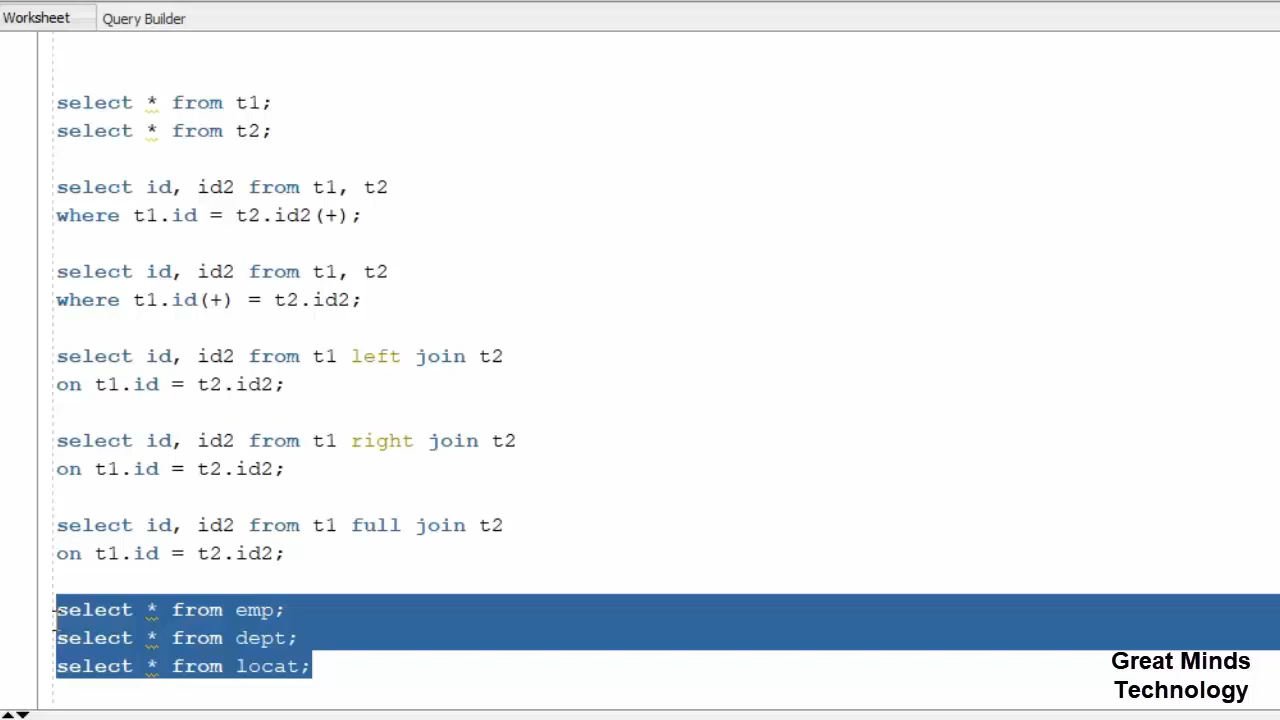 Worksheet
Query Builder
select * from t1;
select * from t2;
select id, id2 from t1, t2
where t1.id = t2.id2(+);
select id, id2 from t1, t2
where t1.id(+) = t2.id2;
select id, id2 from t1 left join t2
on t1.id = t2.id2;
select id, id2 from t1 right join t2
on t1.id = t2.id2;
select id, id2 from t1 full join t2
on t1.id = t2.id2;
select * from emp;
select * from dept;
select * from locat;
Great Minds
Technology